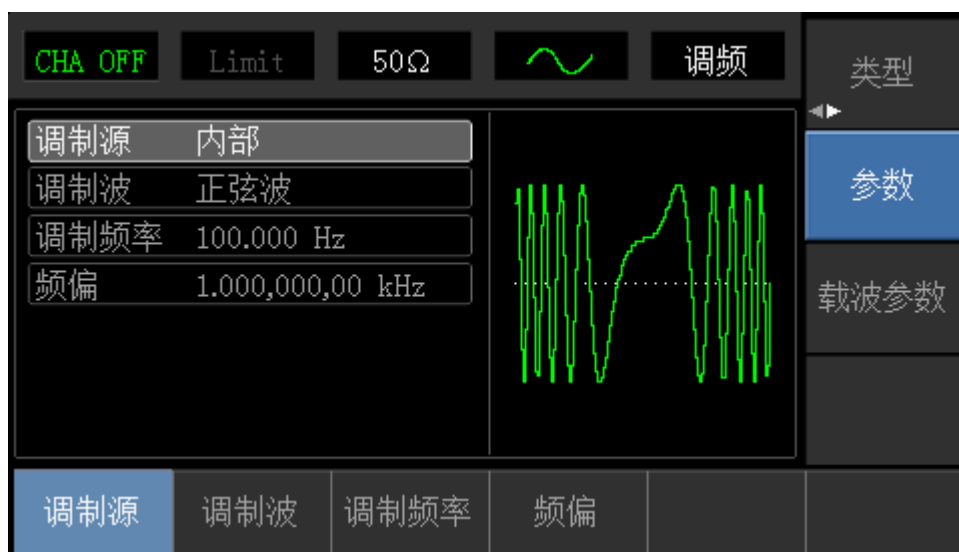 CHA OFF Limit 50Ω 调频
类型
调制源 内部
调制波 正弦波
调制频率 100.000 Hz
频偏 1.000,000,00 kHz
参数
载波参数
调制源 调制波 调制频率 频偏